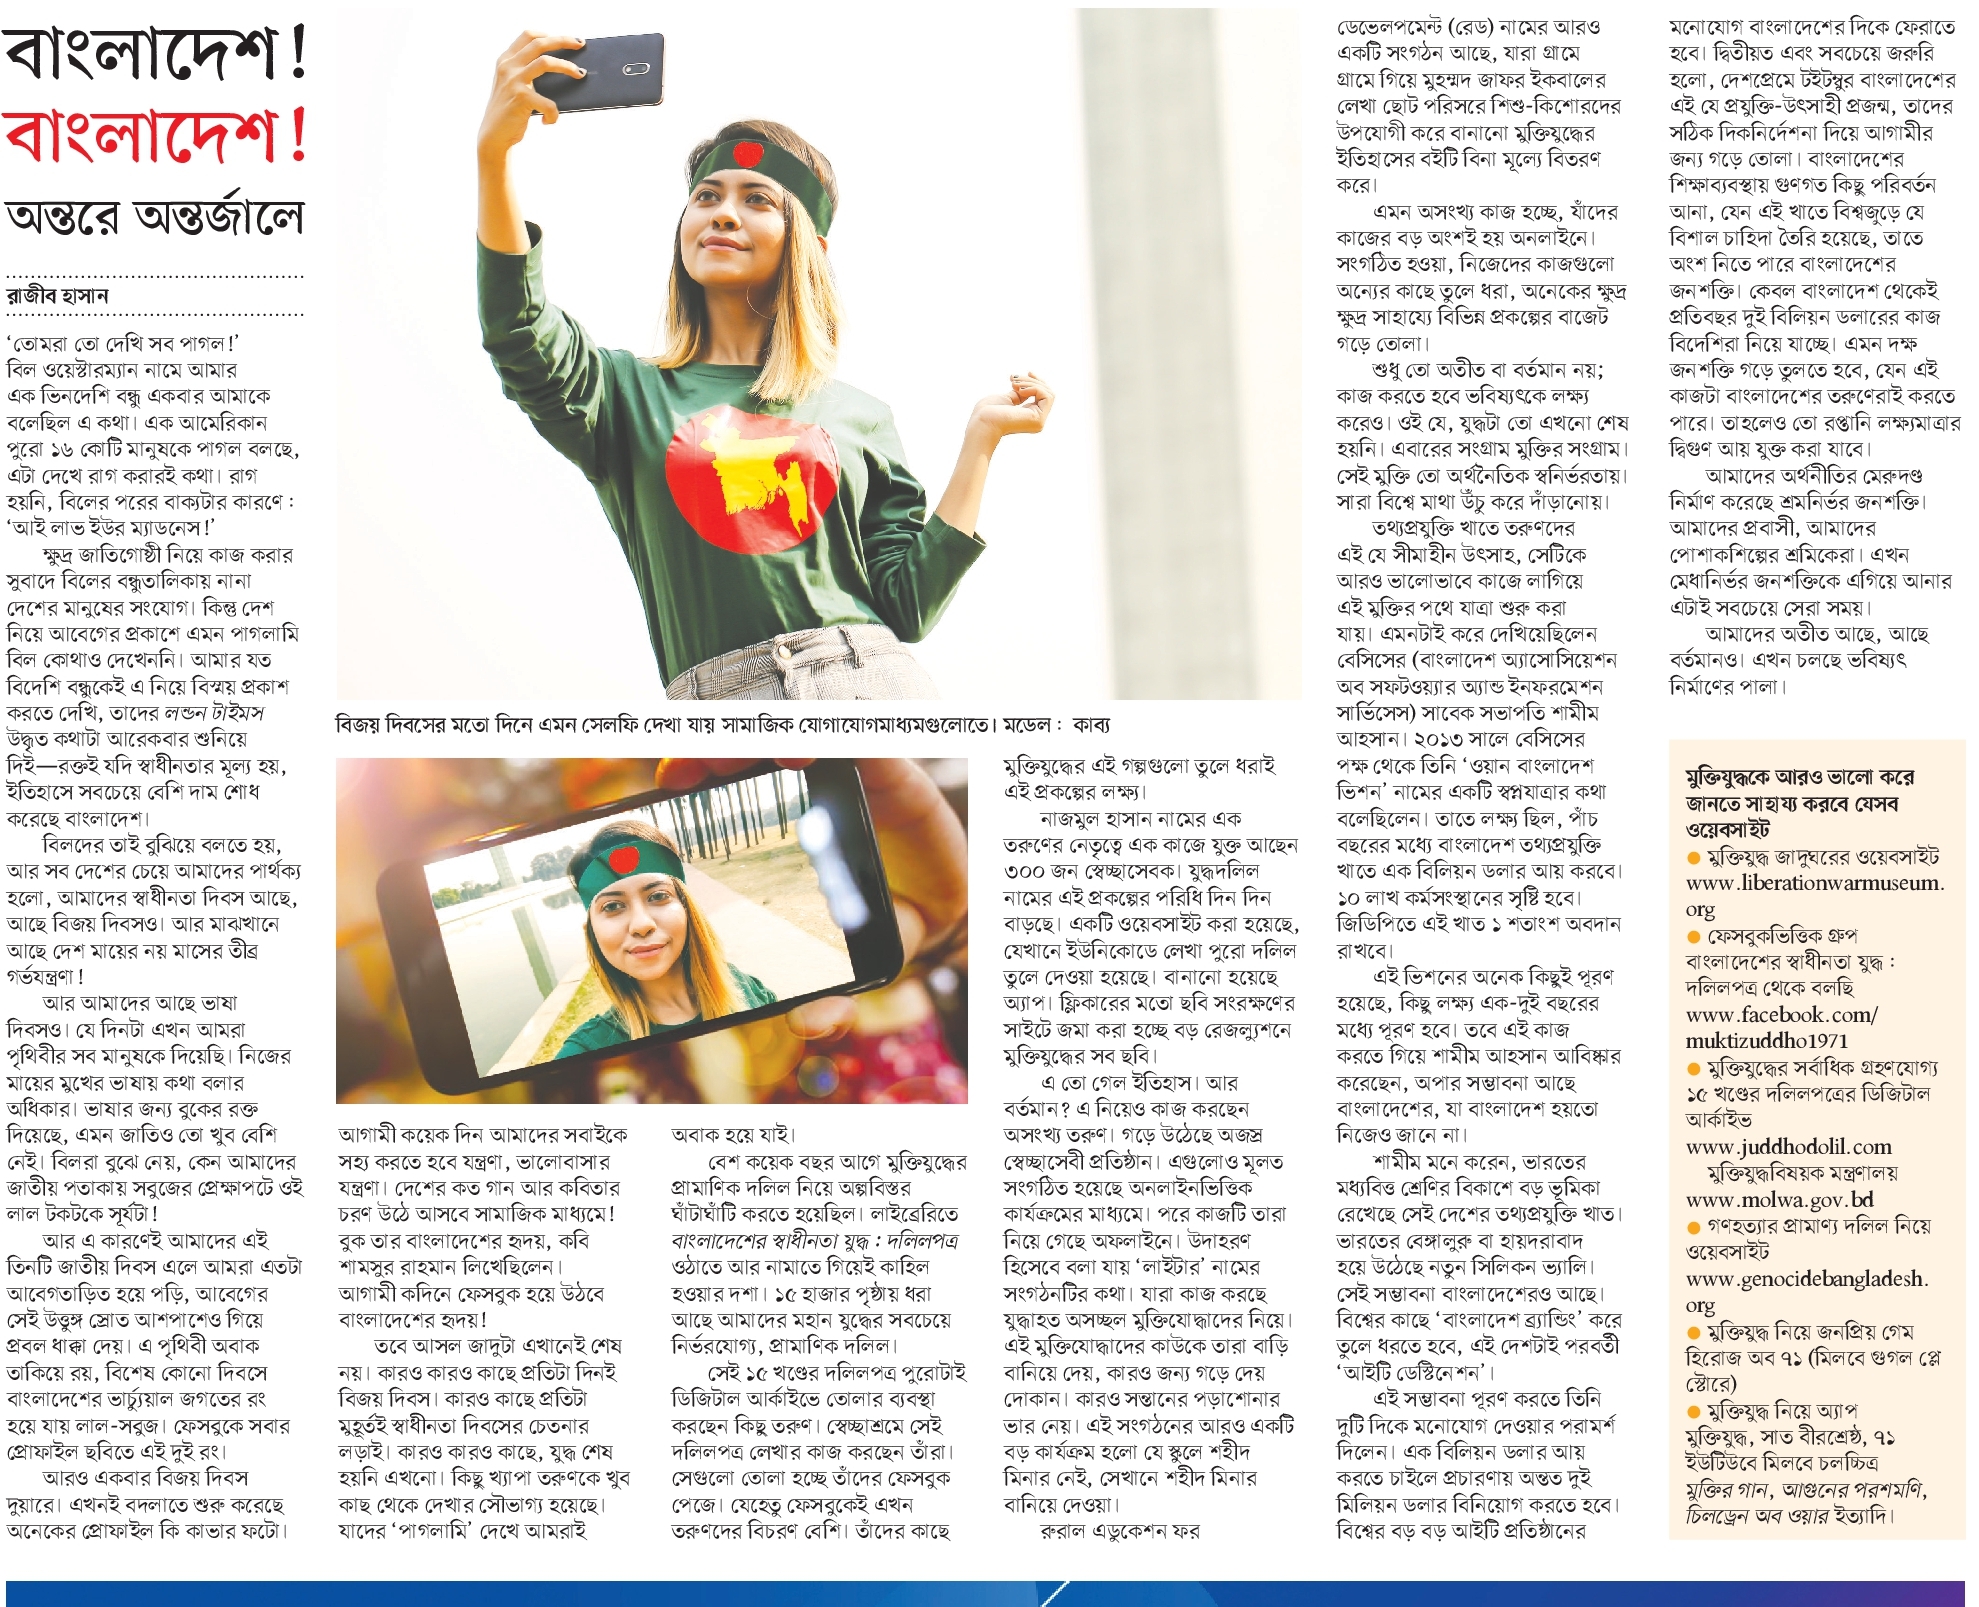 বাংলাদেশ!
বাংলাদেশ!
অন্তরে অন্তর্জালে
রাজীব হাসান
‘তোমরা তো দেখি সব পাগল!’
বিল ওয়েস্টারম্যান নামে আমার
এক ভিনদেশি বন্ধু একবার আমাকে
বলেছিল এ কথা। এক আমেরিকান
পুরো ১৬ কোটি মানুষকে পাগল বলছে,
এটা দেখে রাগ করারই কথা। রাগ
হয়নি, বিলের পরের বাক্যটার কারণে :
‘আই লাভ ইউর ম্যাডনেস!’
ক্ষুদ্র জাতিগোষ্ঠী নিয়ে কাজ করার
সুবাদে বিলের বন্ধুতালিকায় নানা
দেশের মানুষের সংযোগ। কিন্তু দেশ
নিয়ে আবেগের প্রকাশে এমন পাগলামি
বিল কোথাও দেখেননি। আমার যত
বিদেশি বন্ধুকেই এ নিয়ে বিস্ময় প্রকাশ
করতে দেখি, তাদের লন্ডন টাইমস
উদ্ধৃত কথাটা আরেকবার শুনিয়ে
দিই—রক্তই যদি স্বাধীনতার মূল্য হয়,
ইতিহাসে সবচেয়ে বেশি দাম শোধ
করেছে বাংলাদেশ।
বিলদের তাই বুঝিয়ে বলতে হয়,
আর সব দেশের চেয়ে আমাদের পার্থক্য
হলো, আমাদের স্বাধীনতা দিবস আছে,
আছে বিজয় দিবসও। আর মাঝখানে
আছে দেশ মায়ের নয় মাসের তীব্র
গর্ভযন্ত্রণা!
আর আমাদের আছে ভাষা
দিবসও। যে দিনটা এখন আমরা
পৃথিবীর সব মানুষকে দিয়েছি। নিজের
মায়ের মুখের ভাষায় কথা বলার
অধিকার। ভাষার জন্য বুকের রক্ত
দিয়েছে, এমন জাতিও তো খুব বেশি
নেই। বিলরা বুঝে নেয়, কেন আমাদের
জাতীয় পতাকায় সবুজের প্রেক্ষাপটে ওই
লাল টকটকে সূর্যটা!
আর এ কারণেই আমাদের এই
তিনটি জাতীয় দিবস এলে আমরা এতটা
আবেগতাড়িত হয়ে পড়ি, আবেগের
সেই উত্তুঙ্গ স্রোত আশপাশেও গিয়ে
প্রবল ধাক্কা দেয়। এ পৃথিবী অবাক
তাকিয়ে রয়, বিশেষ কোনো দিবসে
বাংলাদেশের ভার্চ্যুয়াল জগতের রং
হয়ে যায় লাল-সবুজ। ফেসবুকে সবার
প্রোফাইল ছবিতে এই দুই রং।
আরও একবার বিজয় দিবস
দুয়ারে। এখনই বদলাতে শুরু করেছে
অনেকের প্রোফাইল কি কাভার ফটো।
বিজয় দিবসের মতো দিনে এমন সেলফি দেখা যায় সামাজিক যোগাযোগমাধ্যমগুলোতে। মডেল : কাব্য
আগামী কয়েক দিন আমাদের সবাইকে
সহ্য করতে হবে যন্ত্রণা, ভালোবাসার
যন্ত্রণা। দেশের কত গান আর কবিতার
চরণ উঠে আসবে সামাজিক মাধ্যমে!
বুক তার বাংলাদেশের হৃদয়, কবি
শামসুর রাহমান লিখেছিলেন।
আগামী কদিনে ফেসবুক হয়ে উঠবে
বাংলাদেশের হৃদয়!
তবে আসল জাদুটা এখানেই শেষ
নয়। কারও কারও কাছে প্রতিটা দিনই
বিজয় দিবস। কারও কাছে প্রতিটা
মুহূর্তই স্বাধীনতা দিবসের চেতনার
লড়াই। কারও কারও কাছে, যুদ্ধ শেষ
হয়নি এখনো। কিছু খ্যাপা তরুণকে খুব
কাছ থেকে দেখার সৌভাগ্য হয়েছে।
যাদের ‘পাগলামি’ দেখে আমরাই
অবাক হয়ে যাই।
বেশ কয়েক বছর আগে মুক্তিযুদ্ধের
প্রামাণিক দলিল নিয়ে অল্পবিস্তর
ঘাঁটাঘাঁটি করতে হয়েছিল। লাইব্রেরিতে
বাংলাদেশের স্বাধীনতা যুদ্ধ : দলিলপত্র
ওঠাতে আর নামাতে গিয়েই কাহিল
হওয়ার দশা। ১৫ হাজার পৃষ্ঠায় ধরা
আছে আমাদের মহান যুদ্ধের সবচেয়ে
নির্ভরযোগ্য, প্রামাণিক দলিল।
সেই ১৫ খণ্ডের দলিলপত্র পুরোটাই
ডিজিটাল আর্কাইভে তোলার ব্যবস্থা
করছেন কিছু তরুণ। স্বেচ্ছাশ্রমে সেই
দলিলপত্র লেখার কাজ করছেন তাঁরা।
সেগুলো তোলা হচ্ছে তাঁদের ফেসবুক
পেজে। যেহেতু ফেসবুকেই এখন
তরুণদের বিচরণ বেশি। তাঁদের কাছে
মুক্তিযুদ্ধের এই গল্পগুলো তুলে ধরাই
এই প্রকল্পের লক্ষ্য।
নাজমুল হাসান নামের এক
তরুণের নেতৃত্বে এক কাজে যুক্ত আছেন
৩০০ জন স্বেচ্ছাসেবক। যুদ্ধদলিল
নামের এই প্রকল্পের পরিধি দিন দিন
বাড়ছে। একটি ওয়েবসাইট করা হয়েছে,
যেখানে ইউনিকোডে লেখা পুরো দলিল
তুলে দেওয়া হয়েছে। বানানো হয়েছে
অ্যাপ। ফ্লিকারের মতো ছবি সংরক্ষণের
সাইটে জমা করা হচ্ছে বড় রেজল্যুশনে
মুক্তিযুদ্ধের সব ছবি।
এ তো গেল ইতিহাস। আর
বর্তমান? এ নিয়েও কাজ করছেন
অসংখ্য তরুণ। গড়ে উঠেছে অজস্র
স্বেচ্ছাসেবী প্রতিষ্ঠান। এগুলোও মূলত
সংগঠিত হয়েছে অনলাইনভিত্তিক
কার্যক্রমের মাধ্যমে। পরে কাজটি তারা
নিয়ে গেছে অফলাইনে। উদাহরণ
হিসেবে বলা যায় ‘লাইটার’ নামের
সংগঠনটির কথা। যারা কাজ করছে
যুদ্ধাহত অসচ্ছল মুক্তিযোদ্ধাদের নিয়ে।
এই মুক্তিযোদ্ধাদের কাউকে তারা বাড়ি
বানিয়ে দেয়, কারও জন্য গড়ে দেয়
দোকান। কারও সন্তানের পড়াশোনার
ভার নেয়। এই সংগঠনের আরও একটি
বড় কার্যক্রম হলো যে স্কুলে শহীদ
মিনার নেই, সেখানে শহীদ মিনার
বানিয়ে দেওয়া।
রুরাল এডুকেশন ফর
ডেভেলপমেন্ট (রেড) নামের আরও
একটি সংগঠন আছে, যারা গ্রামে
গ্রামে গিয়ে মুহম্মদ জাফর ইকবালের
লেখা ছোট পরিসরে শিশু-কিশোরদের
উপযোগী করে বানানো মুক্তিযুদ্ধের
ইতিহাসের বইটি বিনা মূল্যে বিতরণ
করে।
এমন অসংখ্য কাজ হচ্ছে, যাঁদের
কাজের বড় অংশই হয় অনলাইনে।
সংগঠিত হওয়া, নিজেদের কাজগুলো
অন্যের কাছে তুলে ধরা, অনেকের ক্ষুদ্র
ক্ষুদ্র সাহায্যে বিভিন্ন প্রকল্পের বাজেট
গড়ে তোলা।
শুধু তো অতীত বা বর্তমান নয়;
কাজ করতে হবে ভবিষ্যৎকে লক্ষ্য
করেও। ওই যে, যুদ্ধটা তো এখনো শেষ
হয়নি। এবারের সংগ্রাম মুক্তির সংগ্রাম।
সেই মুক্তি তো অর্থনৈতিক স্বনির্ভরতায়।
সারা বিশ্বে মাথা উঁচু করে দাঁড়ানোয়।
তথ্যপ্রযুক্তি খাতে তরুণদের
এই যে সীমাহীন উৎসাহ, সেটিকে
আরও ভালোভাবে কাজে লাগিয়ে
এই মুক্তির পথে যাত্রা শুরু করা
যায়। এমনটাই করে দেখিয়েছিলেন
বেসিসের (বাংলাদেশ অ্যাসোসিয়েশন
অব সফটওয়্যার অ্যান্ড ইনফরমেশন
সার্ভিসেস) সাবেক সভাপতি শামীম
আহসান। ২০১৩ সালে বেসিসের
পক্ষ থেকে তিনি ‘ওয়ান বাংলাদেশ
ভিশন’ নামের একটি স্বপ্নযাত্রার কথা
বলেছিলেন। তাতে লক্ষ্য ছিল, পাঁচ
বছরের মধ্যে বাংলাদেশ তথ্যপ্রযুক্তি
খাতে এক বিলিয়ন ডলার আয় করবে।
১০ লাখ কর্মসংস্থানের সৃষ্টি হবে।
জিডিপিতে এই খাত ১ শতাংশ অবদান
রাখবে।
এই ভিশনের অনেক কিছুই পূরণ
হয়েছে, কিছু লক্ষ্য এক-দুই বছরের
মধ্যে পূরণ হবে। তবে এই কাজ
করতে গিয়ে শামীম আহসান আবিষ্কার
করেছেন, অপার সম্ভাবনা আছে
বাংলাদেশের, যা বাংলাদেশ হয়তো
নিজেও জানে না।
শামীম মনে করেন, ভারতের
মধ্যবিত্ত শ্রেণির বিকাশে বড় ভূমিকা
রেখেছে সেই দেশের তথ্যপ্রযুক্তি খাত।
ভারতের বেঙ্গালুরু বা হায়দরাবাদ
হয়ে উঠেছে নতুন সিলিকন ভ্যালি।
সেই সম্ভাবনা বাংলাদেশেরও আছে।
বিশ্বের কাছে ‘বাংলাদেশ ব্র্যান্ডিং’ করে
তুলে ধরতে হবে, এই দেশটাই পরবর্তী
‘আইটি ডেস্টিনেশন’।
এই সম্ভাবনা পূরণ করতে তিনি
দুটি দিকে মনোযোগ দেওয়ার পরামর্শ
দিলেন। এক বিলিয়ন ডলার আয়
করতে চাইলে প্রচারণায় অন্তত দুই
মিলিয়ন ডলার বিনিয়োগ করতে হবে।
বিশ্বের বড় বড় আইটি প্রতিষ্ঠানের
মনোযোগ বাংলাদেশের দিকে ফেরাতে
হবে। দ্বিতীয়ত এবং সবচেয়ে জরুরি
হলো, দেশপ্রেমে টইটম্বুর বাংলাদেশের
এই যে প্রযুক্তি-উৎসাহী প্রজন্ম, তাদের
সঠিক দিকনির্দেশনা দিয়ে আগামীর
জন্য গড়ে তোলা। বাংলাদেশের
শিক্ষাব্যবস্থায় গুণগত কিছু পরিবর্তন
আনা, যেন এই খাতে বিশ্বজুড়ে যে
বিশাল চাহিদা তৈরি হয়েছে, তাতে
অংশ নিতে পারে বাংলাদেশের
জনশক্তি। কেবল বাংলাদেশ থেকেই
প্রতিবছর দুই বিলিয়ন ডলারের কাজ
বিদেশিরা নিয়ে যাচ্ছে। এমন দক্ষ
জনশক্তি গড়ে তুলতে হবে, যেন এই
কাজটা বাংলাদেশের তরুণেরাই করতে
পারে। তাহলেও তো রপ্তানি লক্ষ্যমাত্রার
দ্বিগুণ আয় যুক্ত করা যাবে।
আমাদের অর্থনীতির মেরুদণ্ড
নির্মাণ করেছে শ্রমনির্ভর জনশক্তি।
আমাদের প্রবাসী, আমাদের
পোশাকশিল্পের শ্রমিকেরা। এখন
মেধানির্ভর জনশক্তিকে এগিয়ে আনার
এটাই সবচেয়ে সেরা সময়।
আমাদের অতীত আছে, আছে
বর্তমানও। এখন চলছে ভবিষ্যৎ
নির্মাণের পালা।
মুক্তিযুদ্ধকে আরও ভালো করে
জানতে সাহায্য করবে যেসব
ওয়েবসাইট
● মুক্তিযুদ্ধ জাদুঘরের ওয়েবসাইট
www.liberationwarmuseum.
org
● ফেসবুকভিত্তিক গ্রুপ
বাংলাদেশের স্বাধীনতা যুদ্ধ :
দলিলপত্র থেকে বলছি
www.facebook.com/
muktizuddho1971
● মুক্তিযুদ্ধের সর্বাধিক গ্রহণযোগ্য
১৫ খণ্ডের দলিলপত্রের ডিজিটাল
আর্কাইভ
www.juddhodolil.com
মুক্তিযুদ্ধবিষয়ক মন্ত্রণালয়
www.molwa.gov.bd
● গণহত্যার প্রামাণ্য দলিল নিয়ে
ওয়েবসাইট
www.genocidebangladesh.
org
● মুক্তিযুদ্ধ নিয়ে জনপ্রিয় গেম
হিরোজ অব ৭১ (মিলবে গুগল প্লে
স্টোরে)
● মুক্তিযুদ্ধ নিয়ে অ্যাপ
মুক্তিযুদ্ধ, সাত বীরশ্রেষ্ঠ, ৭১
ইউটিউবে মিলবে চলচ্চিত্র
মুক্তির গান, আগুনের পরশমণি,
চিলড্রেন অব ওয়ার ইত্যাদি।